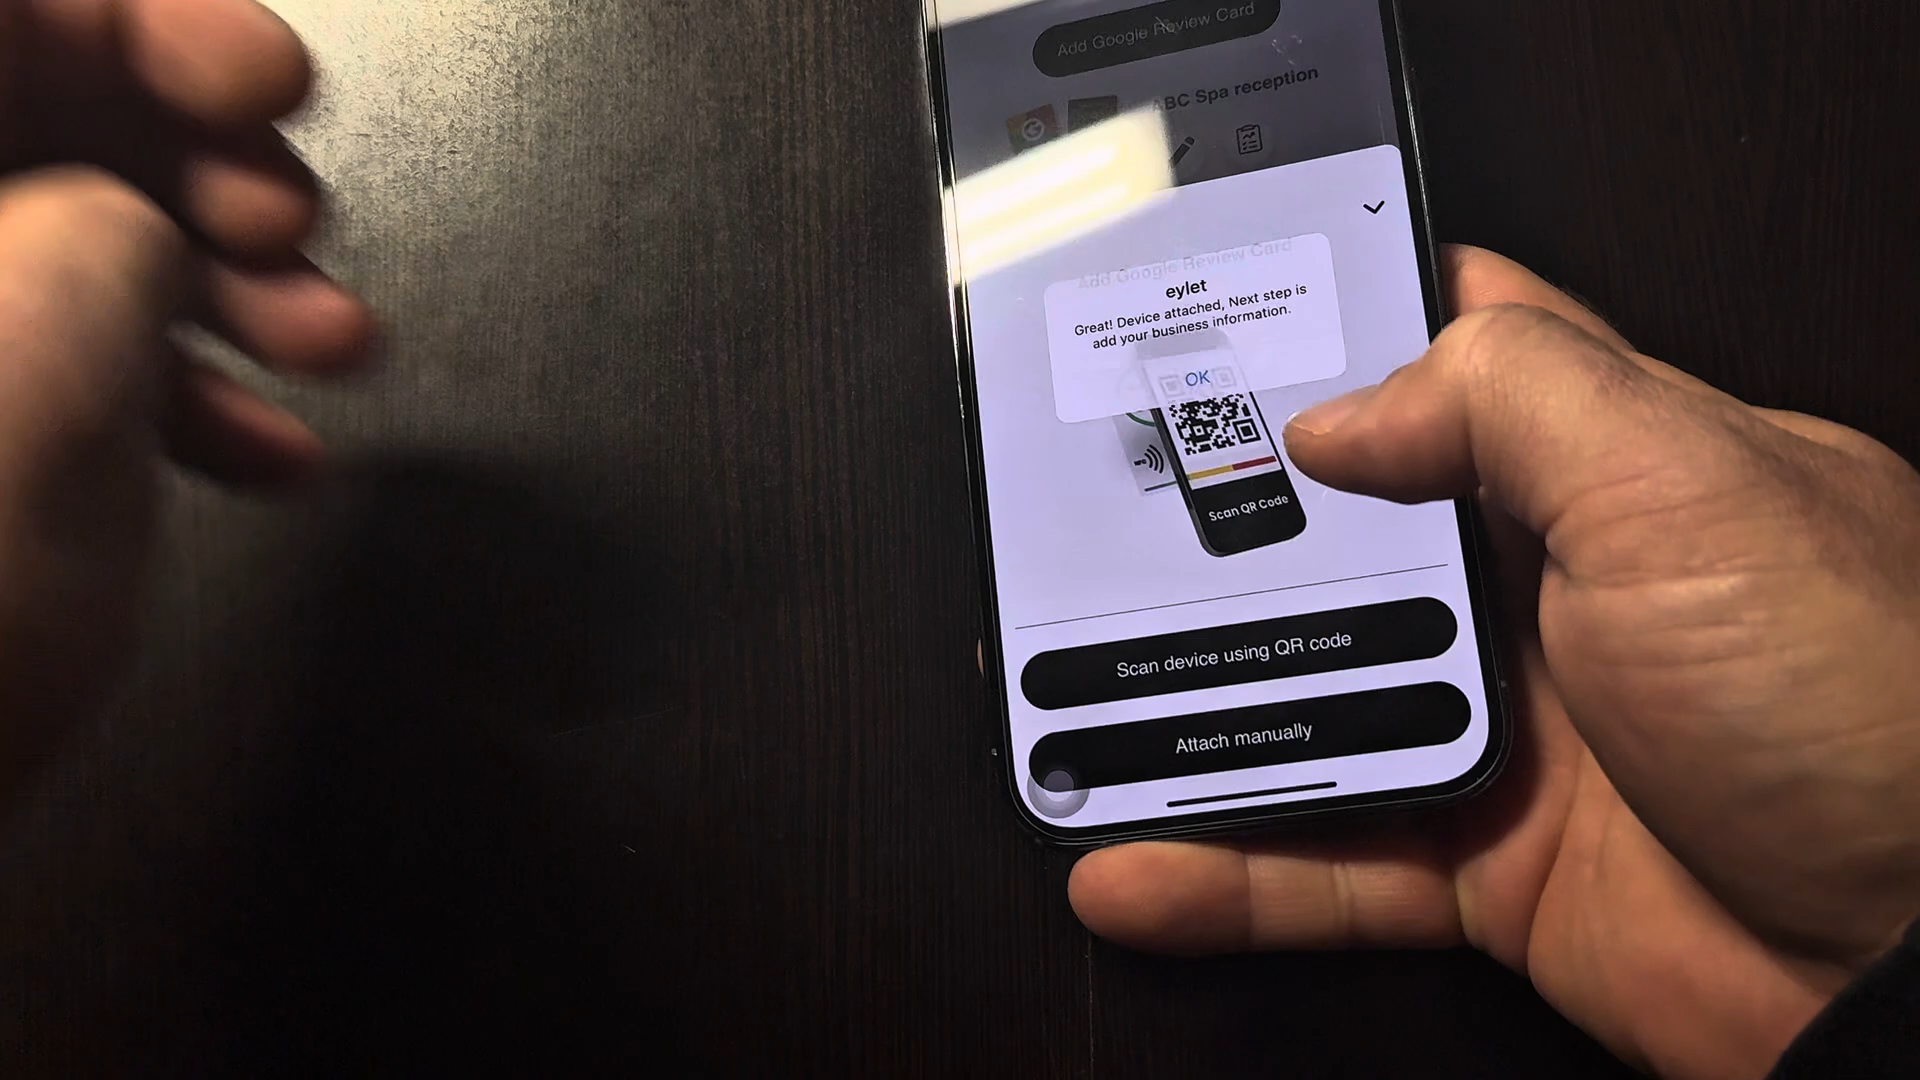 Add Google Review Card
ABC Spa reception
Add Google Review Card
eylet
Great! Device attached, Next step is
add your business information.
OK
Scan QR Code
Scan device using QR code
Attach manually